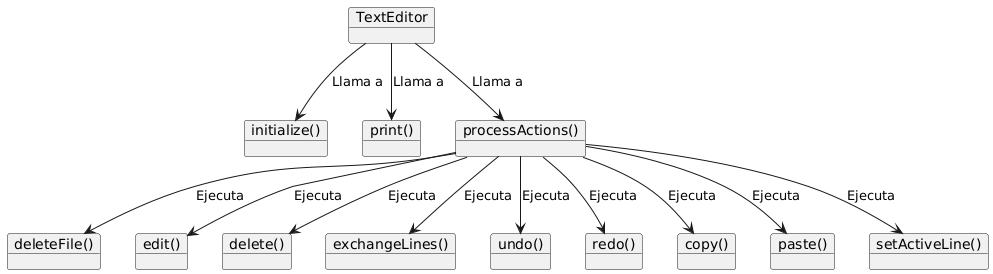 TextEditor
Llama a
Llama a
Llama a
initialize()
print()
processActions()
Ejecuta
Ejecuta
Ejecuta
Ejecuta
Ejecuta
Ejecuta
Ejecuta
Ejecuta
Ejecuta
deleteFile()
edit()
delete()
exchangeLines()
undo()
redo()
copy()
paste()
setActiveLine()